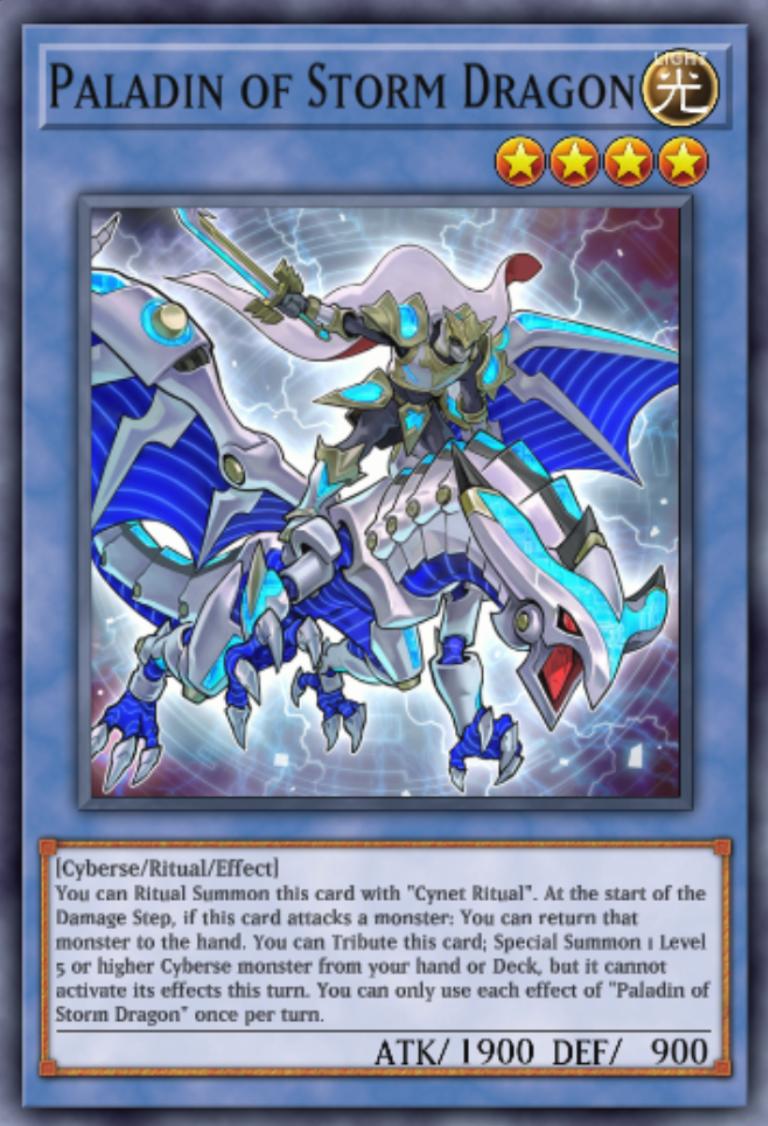 PALADIN OF STORM DRAGON
LIGHT
光
[Cyberse/Ritual/Effect]
You can Ritual Summon this card with "Cynet Ritual". At the start of the
Damage Step, if this card attacks a monster: You can return that
monster to the hand. You can Tribute this card; Special Summon 1 Level
5 or higher Cyberse monster from your hand or Deck, but it cannot
activate its effects this turn. You can only use each effect of "Paladin of
Storm Dragon" once per turn.
ATK/ 1900 DEF/ 900